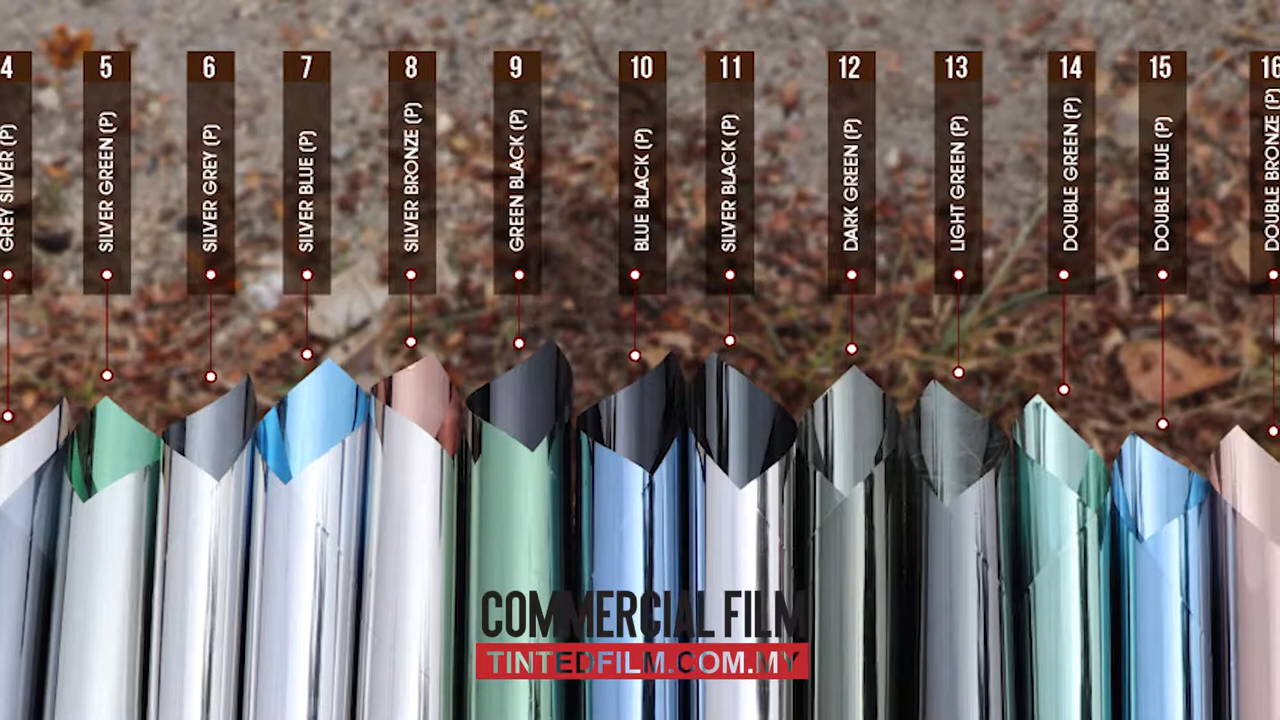 4
GREY SILVER (P)
5
SILVER GREEN (P)
6
SILVER GREY (P)
7
SILVER BLUE (P)
8
SILVER BRONZE (P)
9
GREEN BLACK (P)
10
BLUE BLACK (P)
11
SILVER BLACK (P)
12
DARK GREEN (P)
13
LIGHT GREEN (P)
14
DOUBLE GREEN (P)
15
DOUBLE BLUE (P)
16
DOUBLE BRONZE (P)
COMMERCIAL FILM
TINTEDFILM.COM.MY